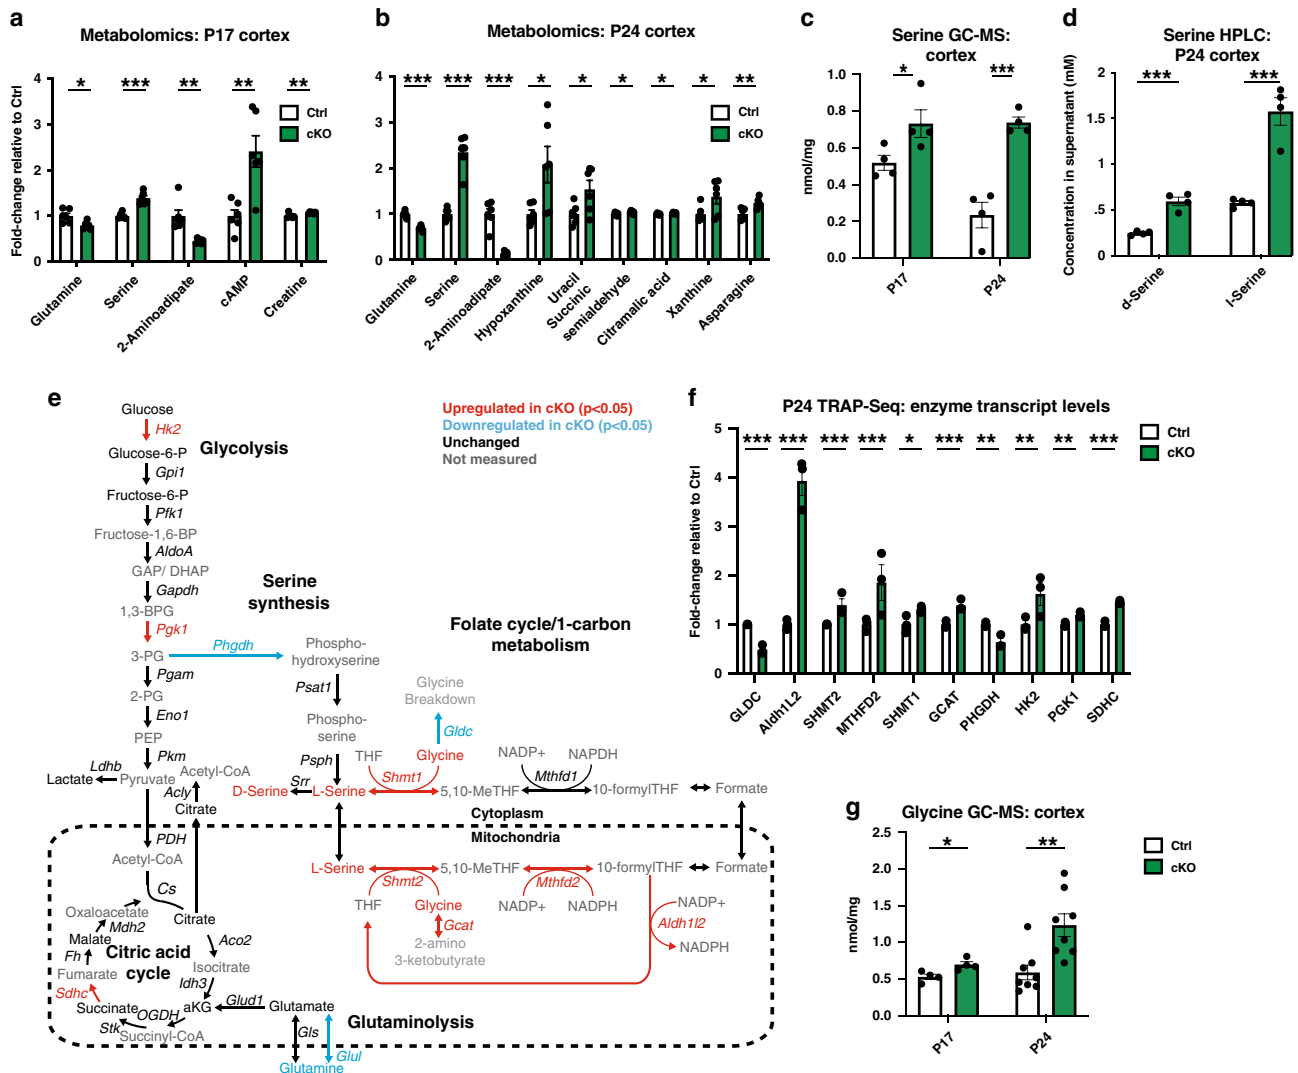 a
Metabolomics: P17 cortex
Fold-change relative to Ctrl
4
3
2
1
0
* *** ** ** **
Ctrl
cKO
Glutamine
Serine
2-Aminoadipate
cAMP
Creatine
b
Metabolomics: P24 cortex
4
3
2
1
0
*** *** *** * * * * * **
Ctrl
cKO
Glutamine
Serine
2-Aminoadipate
Hypoxanthine
Uracil
Succinic
semialdehyde
Citramalic acid
Xanthine
Asparagine
c
Serine GC-MS:
cortex
nmol/mg
1.0
0.8
0.6
0.4
0.2
0.0
* ***
P17
P24
d
Serine HPLC:
P24 cortex
Concentration in supernatant (mM)
2
1.5
1
.5
0
*** ***
d-Serine
l-Serine
e
Upregulated in cKO (p<0.05)
Downregulated in cKO (p<0.05)
Unchanged
Not measured
Glucose
Hk2
Glycolysis
Glucose-6-P
Gpi1
Fructose-6-P
Pfk1
Fructose-1,6-BP
AldoA
GAP/ DHAP
Gapdh
1,3-BPG
Pgk1
3-PG
Phgdh
Serine
synthesis
Phospho-
hydroxyserine
Folate cycle/1-carbon
metabolism
Pgam
2-PG
Psat1
Glycine
Breakdown
Eno1
Phospho-
serine
Gldc
PEP
Pkm
Psph
THF
Glycine
NADP+
NAPDH
Ldhb
Lactate
Pyruvate
Acetyl-CoA
Shmt1
Mthfd1
Acly
Srr
D-Serine
L-Serine
5,10-MeTHF
10-formylTHF
Formate
Citrate
Cytoplasm
Mitochondria
PDH
Acetyl-CoA
L-Serine
5,10-MeTHF
10-formylTHF
Formate
Shmt2
Mthfd2
Cs
THF
Glycine
NADP+
NADPH
NADP+
Oxaloacetate
Citrate
Gcat
Aldh1l2
Mdh2
Malate
Aco2
2-amino
3-ketobutyrate
NADPH
Fh
Citric acid
cycle
Fumarate
Isocitrate
Idh3
Sdhc
Succinate
OGDH
aKG
Glud1
Glutamate
Stk
Succinyl-CoA
Gls
Glutaminolysis
Glul
Glutamine
f
P24 TRAP-Seq: enzyme transcript levels
Fold-change relative to Ctrl
5
4
3
2
1
0
*** *** *** *** * *** ** ** ** ***
Ctrl
cKO
GLDC
Aldh1L2
SHMT2
MTHFD2
SHMT1
GCAT
PHGDH
HK2
PGK1
SDHC
g
Glycine GC-MS: cortex
nmol/mg
2.5
2.0
1.5
1.0
0.5
0.0
* **
Ctrl
cKO
P17
P24